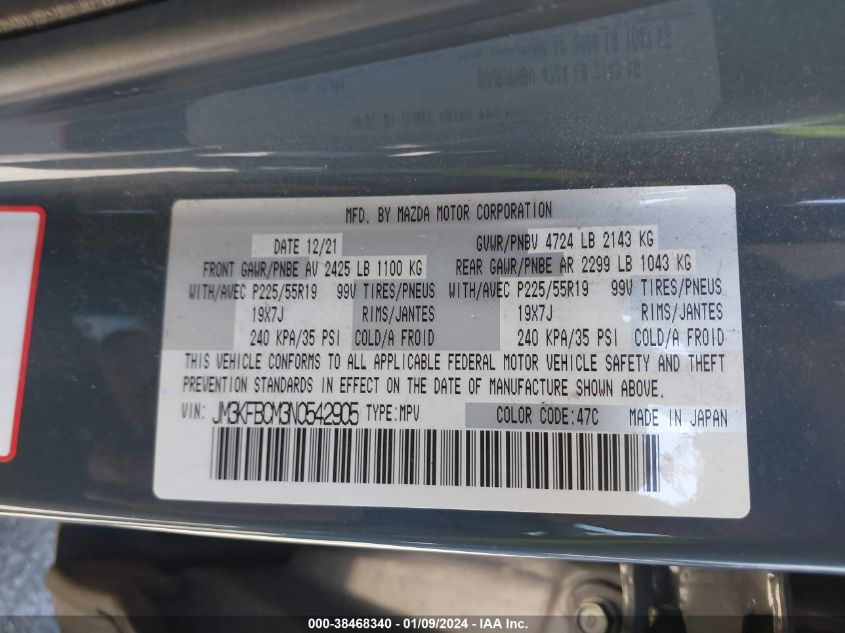 MFD. BY MAZDA MOTOR CORPORATION
DATE 12/21 GVWR/PNBV 4724 LB 2143 KG
FRONT GAWR/PNBE AV 2425 LB 1100 KG REAR GAWR/PNBE AR 2299 LB 1043 KG
WITH/AVEC P225/55R19 99V TIRES/PNEUS WITH/AVEC P225/55R19 99V TIRES/PNEUS
19X7J RIMS/JANTES 19X7J RIMS/JANTES
240 KPA/35 PSI COLD/A FROID 240 KPA/35 PSI COLD/A FROID
THIS VEHICLE CONFORMS TO ALL APPLICABLE FEDERAL MOTOR VEHICLE SAFETY AND THEFT
PREVENTION STANDARDS IN EFFECT ON THE DATE OF MANUFACTURE SHOWN ABOVE.
VIN: JM3KFBCM3N0542905 TYPE:MPV COLOR CODE:47C MADE IN JAPAN
000-38468340 - 01/09/2024 - IAA Inc.